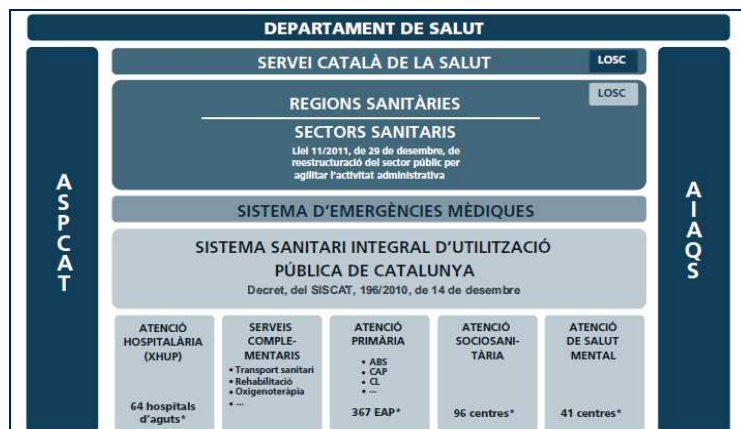 DEPARTAMENT DE SALUT
SERVEI CATALÀ DE LA SALUT
LOSC
LOSC
REGIONS SANITÀRIES
SECTORS SANITARIS
Llei 11/2011, de 29 de desembre, de
reestructuració del sector públic per
agilitar l'activitat administrativa
ASPCAT
AIAQS
SISTEMA D'EMERGÈNCIES MÈDIQUES
SISTEMA SANITARI INTEGRAL D'UTILITZACIÓ
PÚBLICA DE CATALUNYA
Decret, del SISCAT, 196/2010, de 14 de desembre
ATENCIÓ
HOSPITALÀRIA
(XHUP)
64 hospitals
d'aguts*
SERVEIS
COMPLE-
MENTARIS
• Transport sanitari
• Rehabilitació
• Oxigenoteràpia
• ...
ATENCIÓ
PRIMÀRIA
• ABS
• CAP
• CL
• ...
367 EAP*
ATENCIÓ
SOCIOSANI-
TÀRIA
96 centres*
ATENCIÓ
DE SALUT
MENTAL
41 centres*